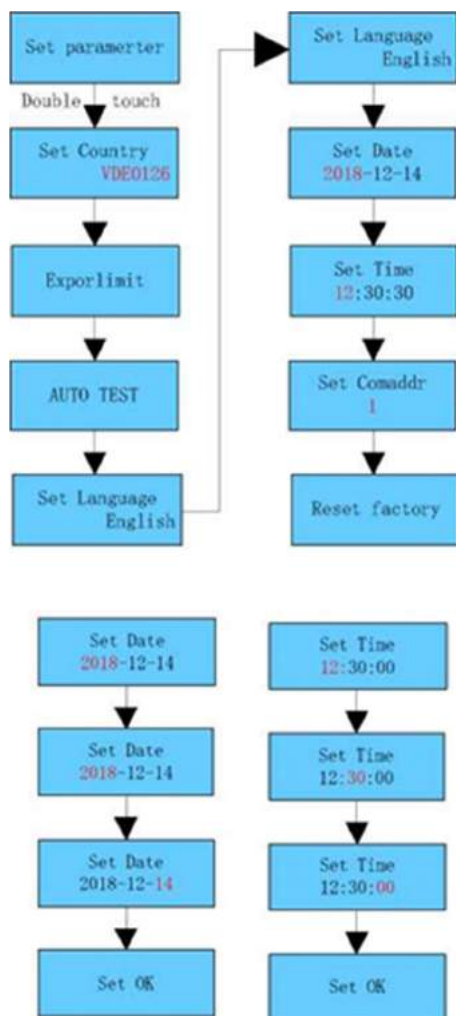 Set paramerter
Double touch
Set Country
VDE0126
Exporlimit
AUTO TEST
Set Language
English
Set Language
English
Set Date
2018-12-14
Set Time
12:30:30
Set Comaddr
1
Reset factory
Set Date
2018-12-14
Set Date
2018-12-14
Set Date
2018-12-14
Set OK
Set Time
12:30:00
Set Time
12:30:00
Set Time
12:30:00
Set OK